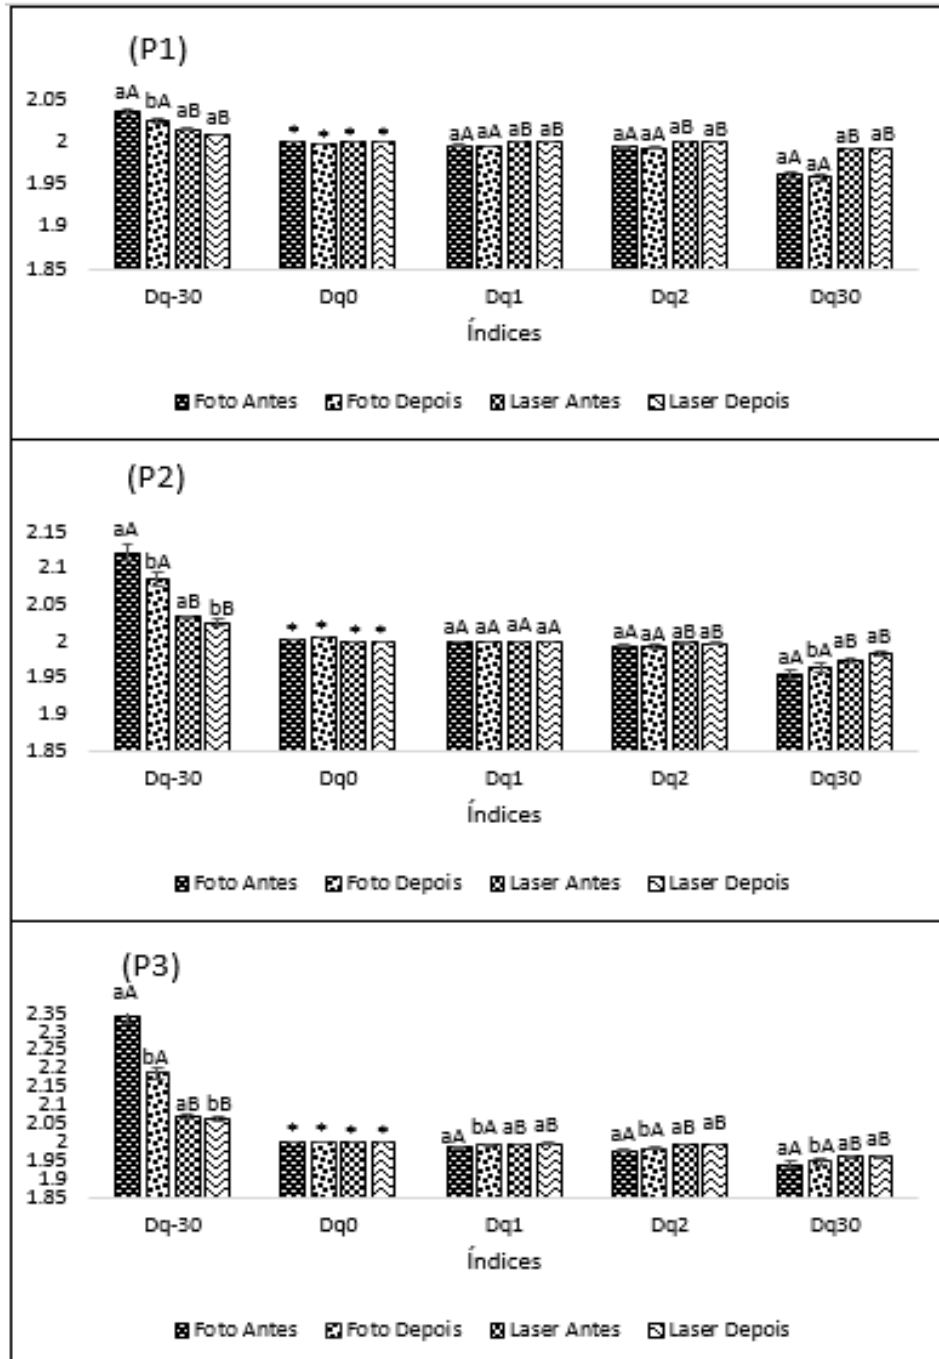 (P1)
aA bA aB aB * * * * aA aA aB aB aA aA aB aB aA aA aB aB
2.05
2
1.95
1.9
1.85
Dq-30 Dq0 Dq1 Dq2 Dq30
Índices
Foto Antes Foto Depois Laser Antes Laser Depois
(P2)
aA bA aB bB * * * * aA aA aA aA aA aA aB aB aA bA aB aB
2.15
2.1
2.05
2
1.95
1.9
1.85
Dq-30 Dq0 Dq1 Dq2 Dq30
Índices
Foto Antes Foto Depois Laser Antes Laser Depois
(P3)
aA bA aB bB * * * * aA bA aB aB aA bA aB aB aA bA aB aB
2.35
2.3
2.25
2.2
2.15
2.1
2.05
2
1.95
1.9
1.85
Dq-30 Dq0 Dq1 Dq2 Dq30
Índices
Foto Antes Foto Depois Laser Antes Laser Depois